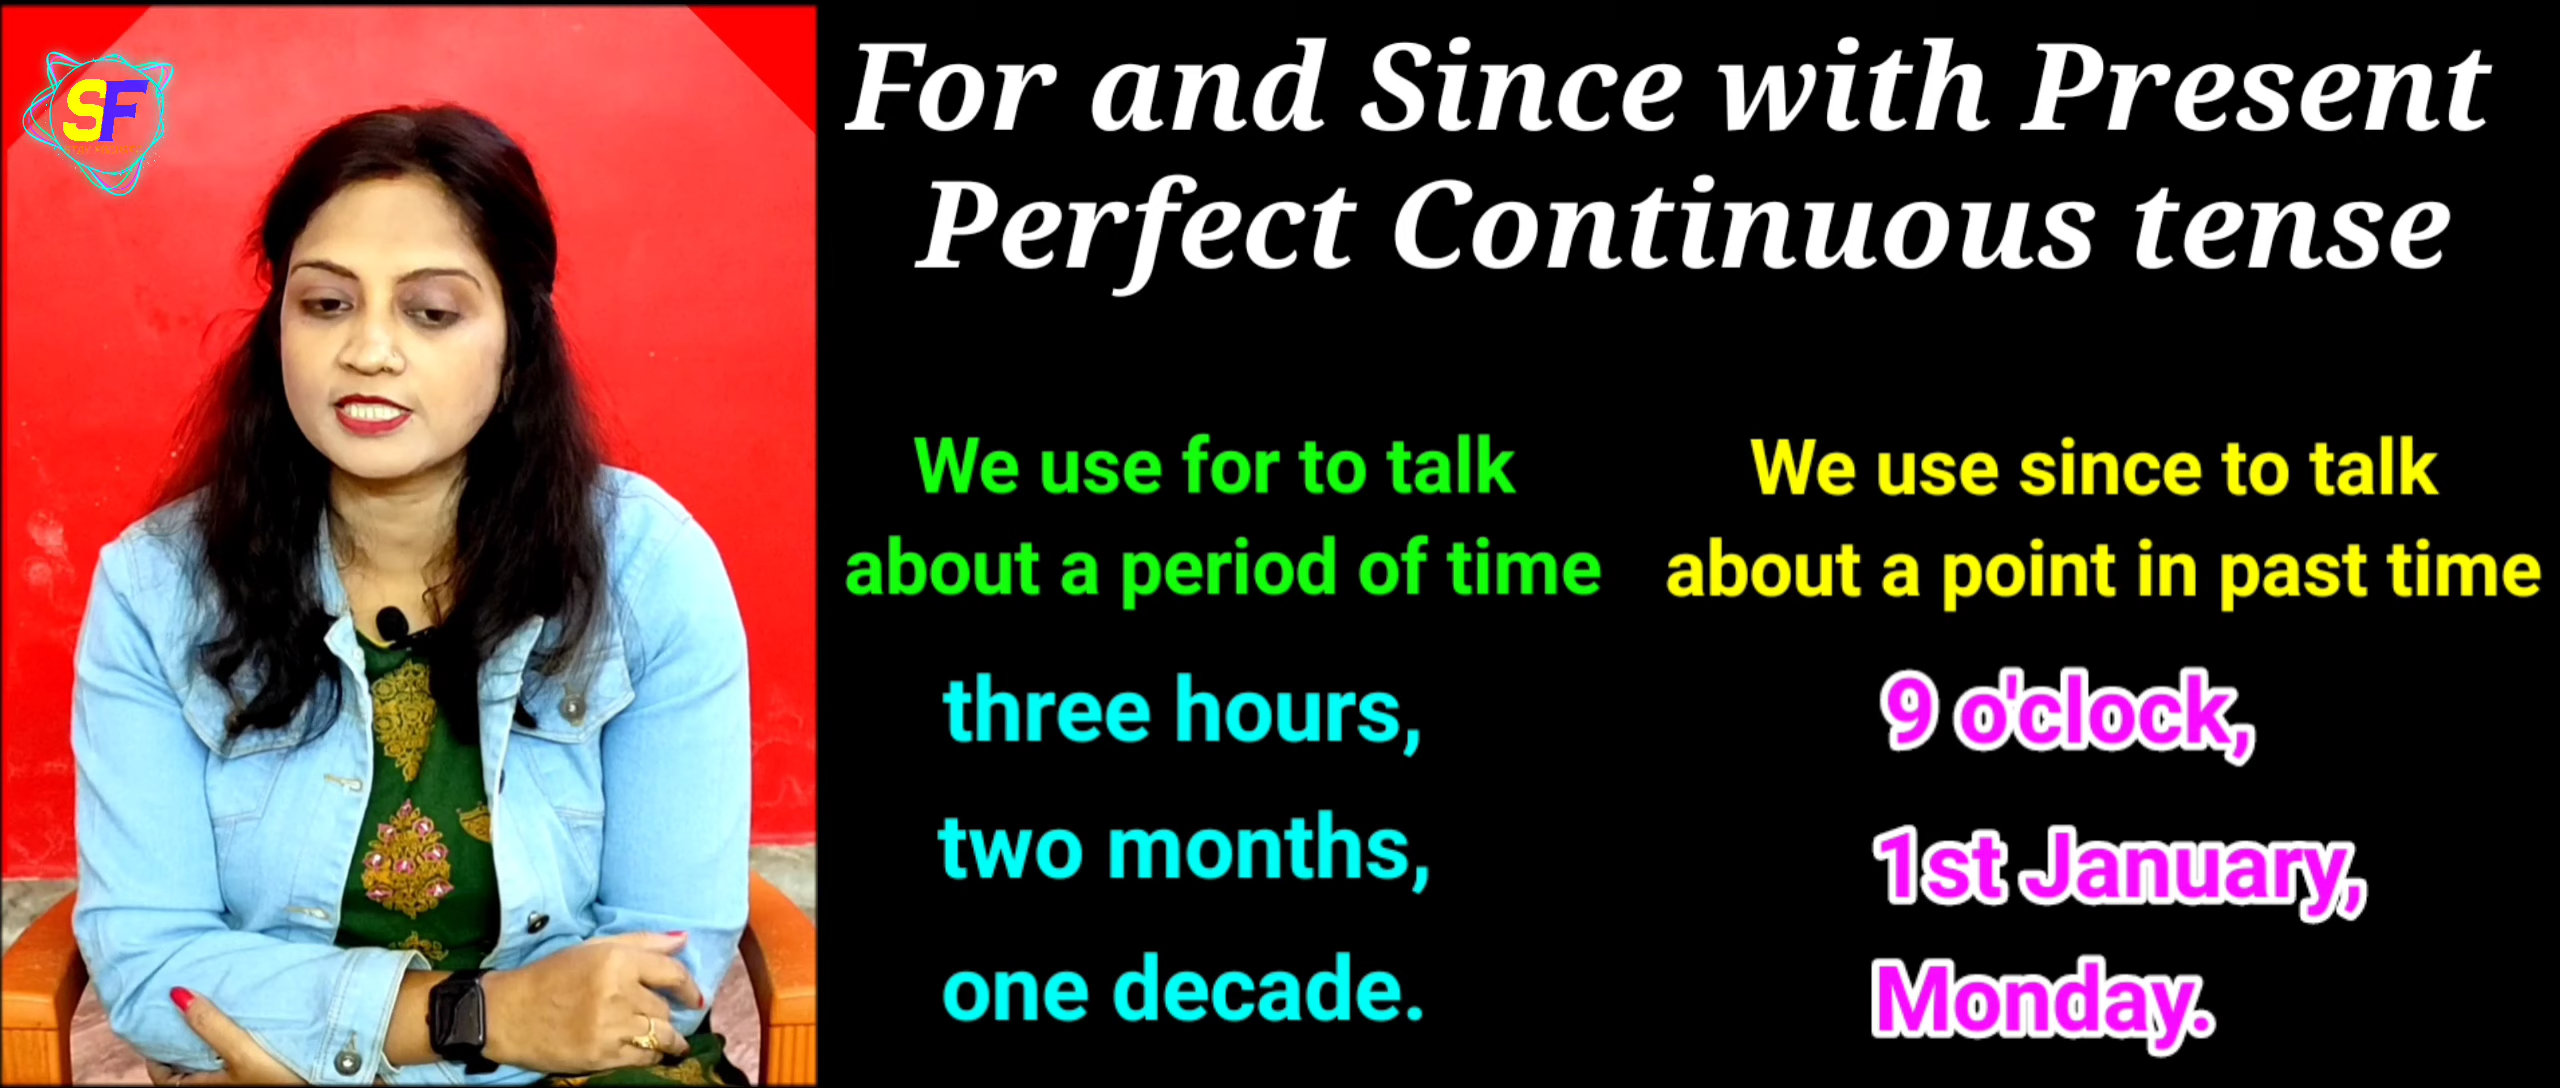 SF
For and Since with Present
Perfect Continuous tense
We use for to talk
about a period of time
three hours,
two months,
one decade.
We use since to talk
about a point in past time
9 o'clock,
1st January,
Monday.